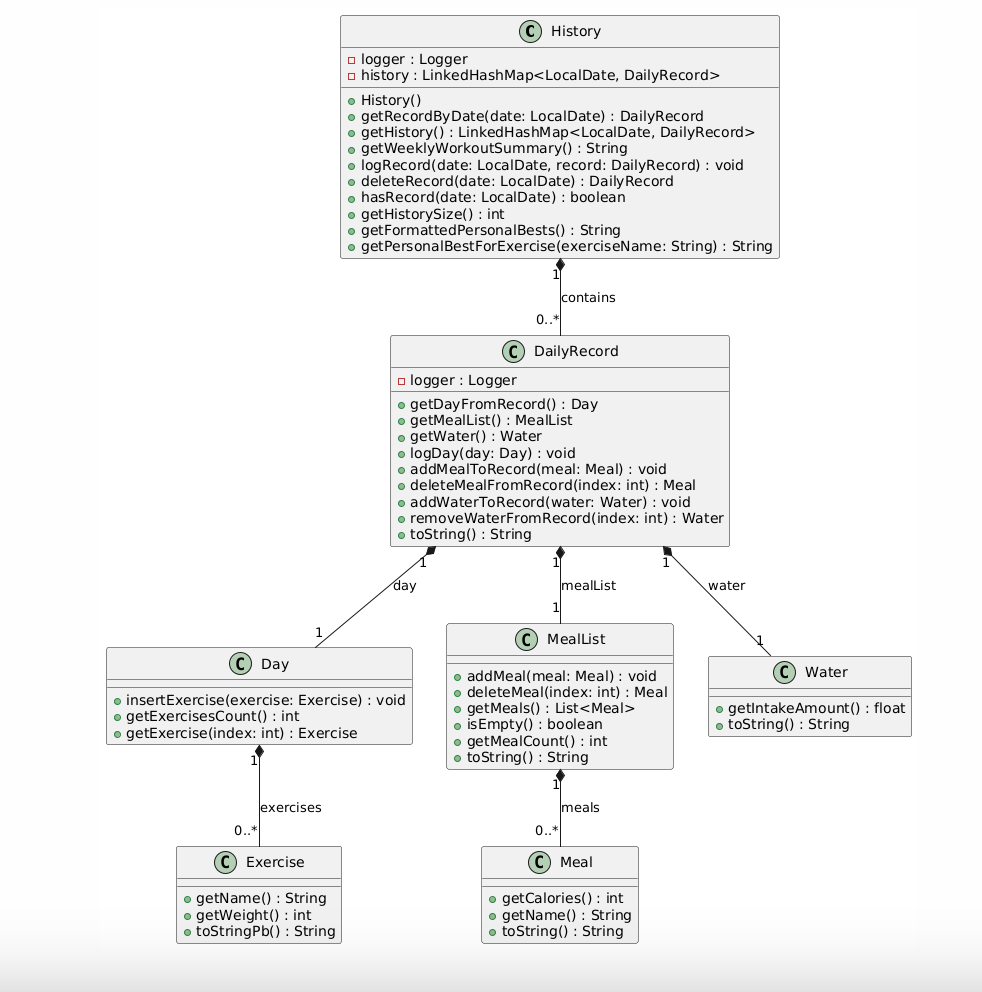 C History
logger : Logger
history : LinkedHashMap<LocalDate, DailyRecord>
History()
getRecordByDate(date: LocalDate) : DailyRecord
getHistory() : LinkedHashMap<LocalDate, DailyRecord>
getWeeklyWorkoutSummary() : String
logRecord(date: LocalDate, record: DailyRecord) : void
deleteRecord(date: LocalDate) : DailyRecord
hasRecord(date: LocalDate) : boolean
getHistorySize() : int
getFormattedPersonalBests() : String
getPersonalBestForExercise(exerciseName: String) : String
1
contains
0..*
C DailyRecord
logger : Logger
getDayFromRecord() : Day
getMealList() : MealList
getWater() : Water
logDay(day: Day) : void
addMealToRecord(meal: Meal) : void
deleteMealFromRecord(index: int) : Meal
addWaterToRecord(water: Water) : void
removeWaterFromRecord(index: int) : Water
toString() : String
1 1 1
day mealList water
1 1 1
C Day
insertExercise(exercise: Exercise) : void
getExercisesCount() : int
getExercise(index: int) : Exercise
C MealList
addMeal(meal: Meal) : void
deleteMeal(index: int) : Meal
getMeals() : List<Meal>
isEmpty() : boolean
getMealCount() : int
toString() : String
C Water
getIntakeAmount() : float
toString() : String
1
exercises
0..*
1
meals
0..*
C Exercise
getName() : String
getWeight() : int
toStringPb() : String
C Meal
getCalories() : int
getName() : String
toString() : String